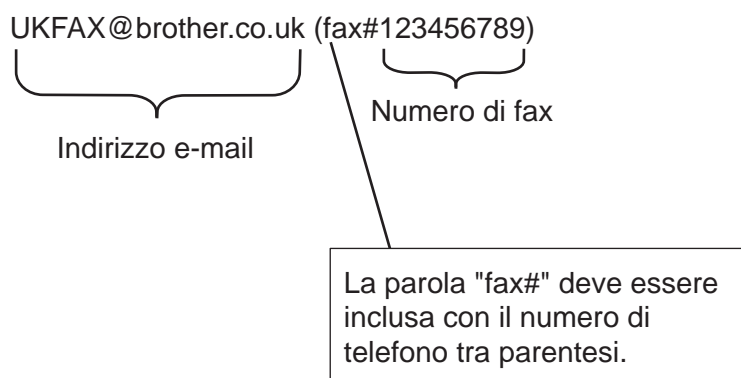 UKFAX@brother.co.uk (fax#123456789)
Numero di fax
Indirizzo e-mail
La parola "fax#" deve essere
inclusa con il numero di
telefono tra parentesi.